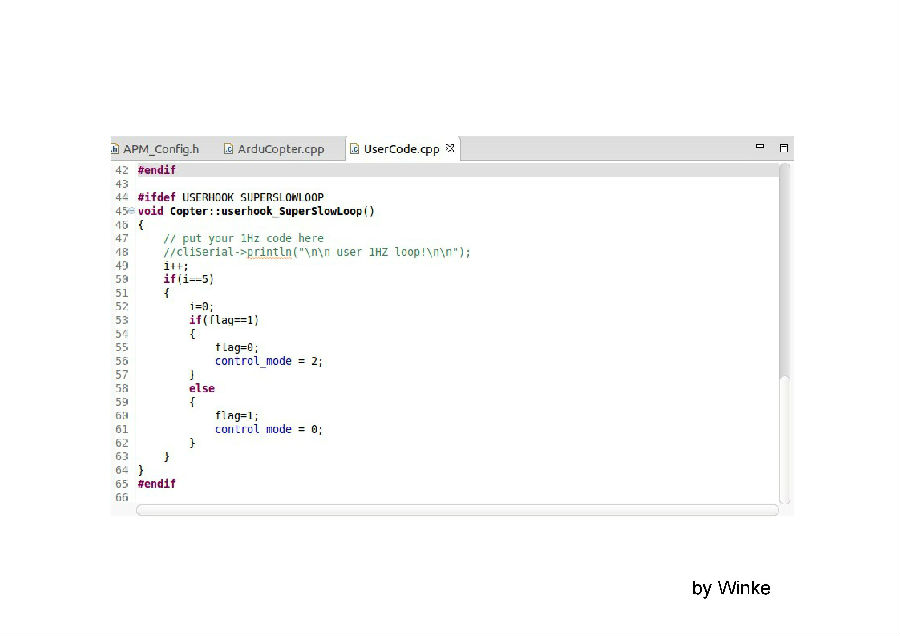 APM_Config.h ArduCopter.cpp UserCode.cpp
42 #endif
43
44 #ifdef USERHOOK_SUPERSLOWLOOP
45 void Copter::userhook_SuperSlowLoop()
46 {
47 // put your 1Hz code here
48 //cliSerial->println("\n\n user 1HZ loop!\n\n");
49 i++;
50 if(i==5)
51 {
52 i=0;
53 if(flag==1)
54 {
55 flag=0;
56 control_mode = 2;
57 }
58 else
59 {
60 flag=1;
61 control_mode = 0;
62 }
63 }
64 }
65 #endif
66
by Winke